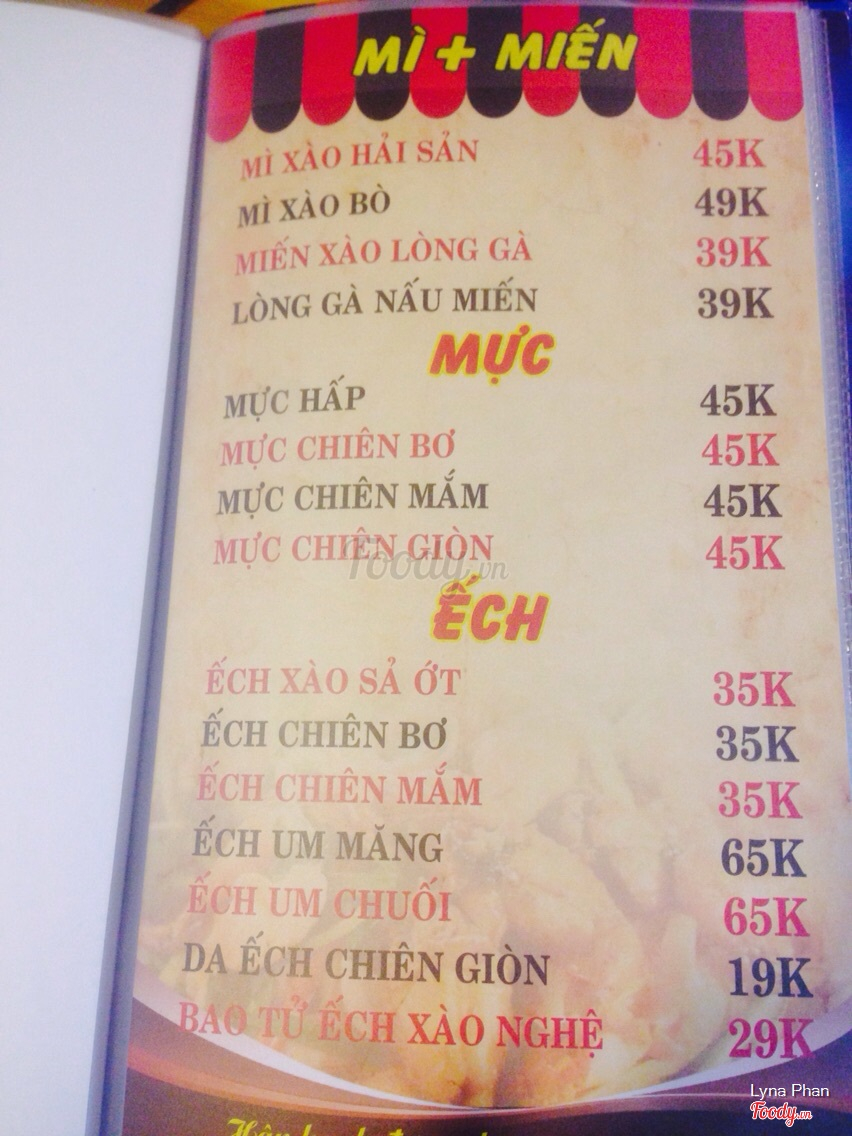 MÌ + MIẾN
MÌ XÀO HẢI SẢN 45K
MÌ XÀO BÒ 49K
MIẾN XÀO LÒNG GÀ 39K
LÒNG GÀ NẤU MIẾN 39K
MỰC
MỰC HẤP 45K
MỰC CHIÊN BƠ 45K
MỰC CHIÊN MẮM 45K
MỰC CHIÊN GIÒN 45K
Foody.vn
ẾCH
ẾCH XÀO SẢ ỚT 35K
ẾCH CHIÊN BƠ 35K
ẾCH CHIÊN MẮM 35K
ẾCH UM MĂNG 65K
ẾCH UM CHUỐI 65K
DA ẾCH CHIÊN GIÒN 19K
BAO TỬ ẾCH XÀO NGHỆ 29K
Lyna Phan
Foody.vn